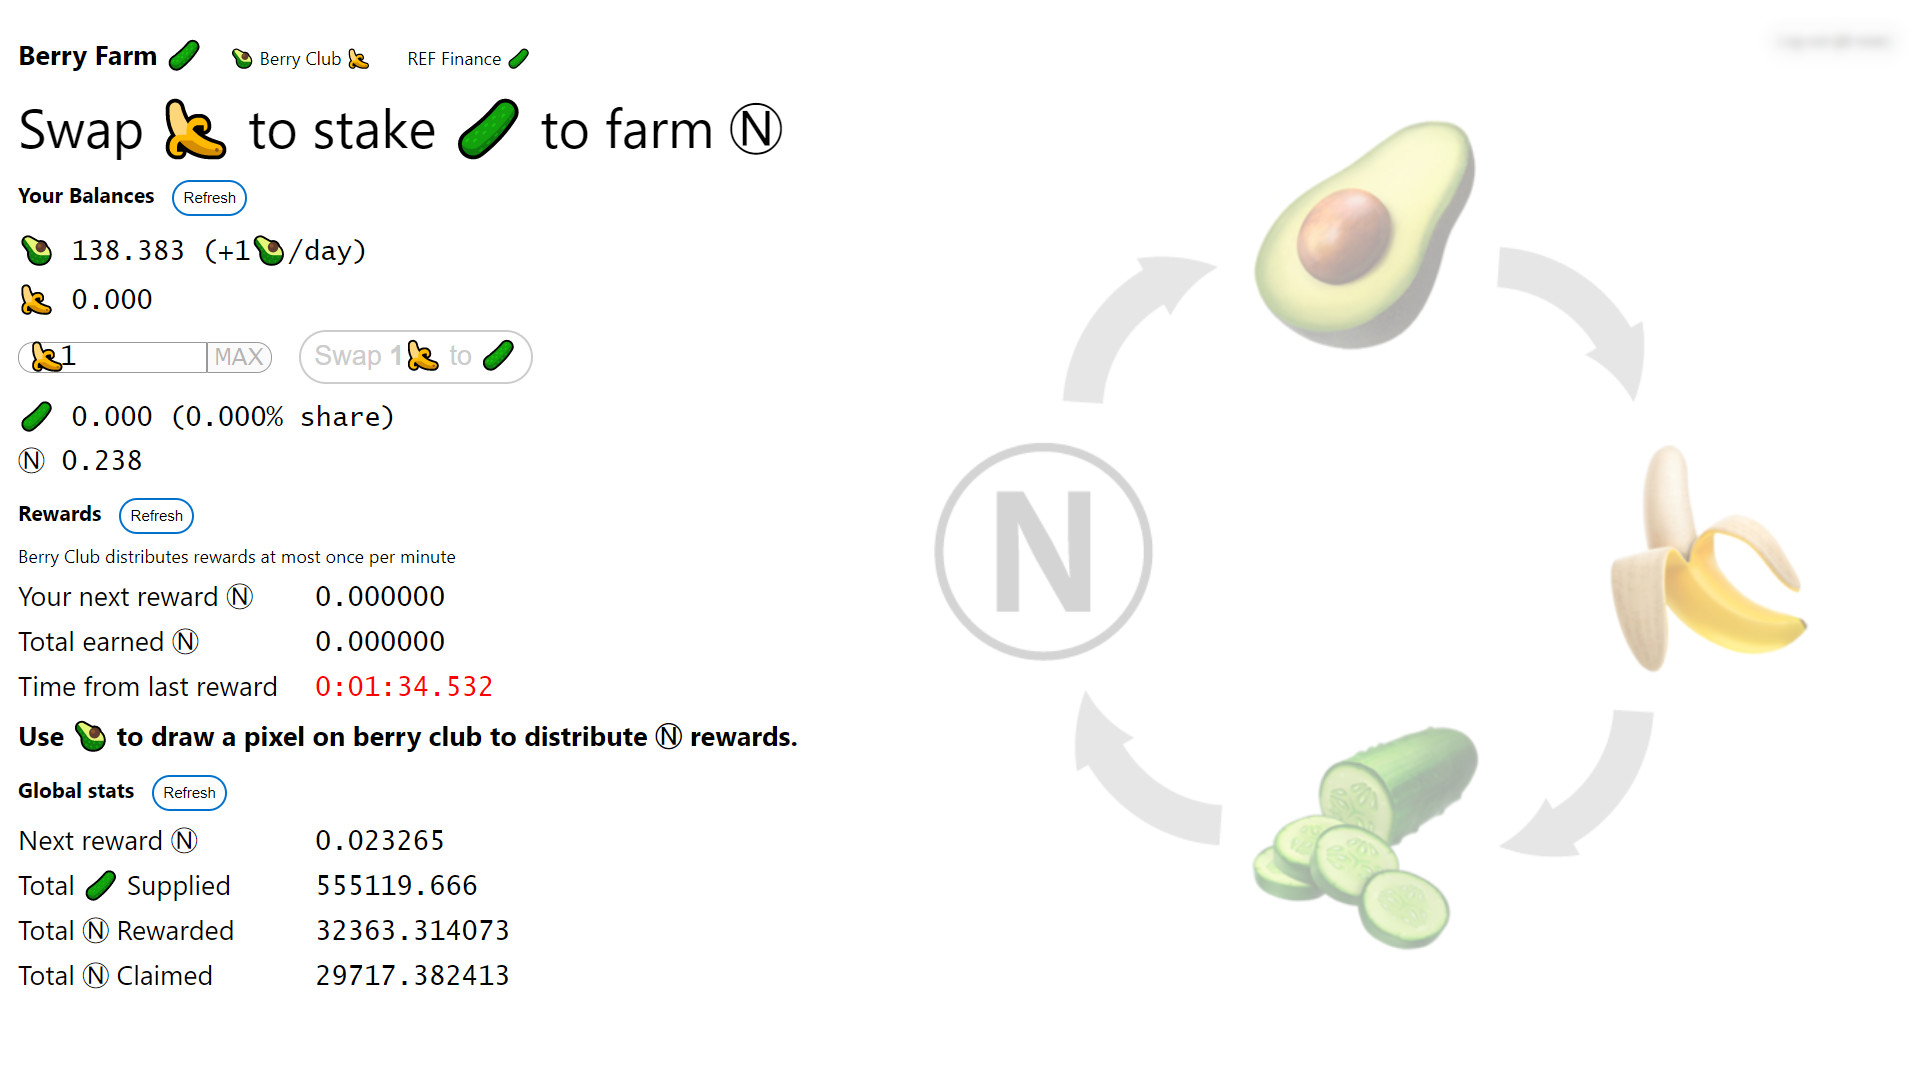 Berry Farm 🥒 🥑 Berry Club 🍌 REF Finance 🥒
Swap 🍌 to stake 🥒 to farm Ⓝ
Your Balances Refresh
🥑 138.383 (+1🥑/day)
🍌 0.000
🍌1 MAX Swap 1🍌 to 🥒
🥒 0.000 (0.000% share)
Ⓝ 0.238
Rewards Refresh
Berry Club distributes rewards at most once per minute
Your next reward Ⓝ 0.000000
Total earned Ⓝ 0.000000
Time from last reward 0:01:34.532
Use 🥑 to draw a pixel on berry club to distribute Ⓝ rewards.
Global stats Refresh
Next reward Ⓝ 0.023265
Total 🥒 Supplied 555119.666
Total Ⓝ Rewarded 32363.314073
Total Ⓝ Claimed 29717.382413
N